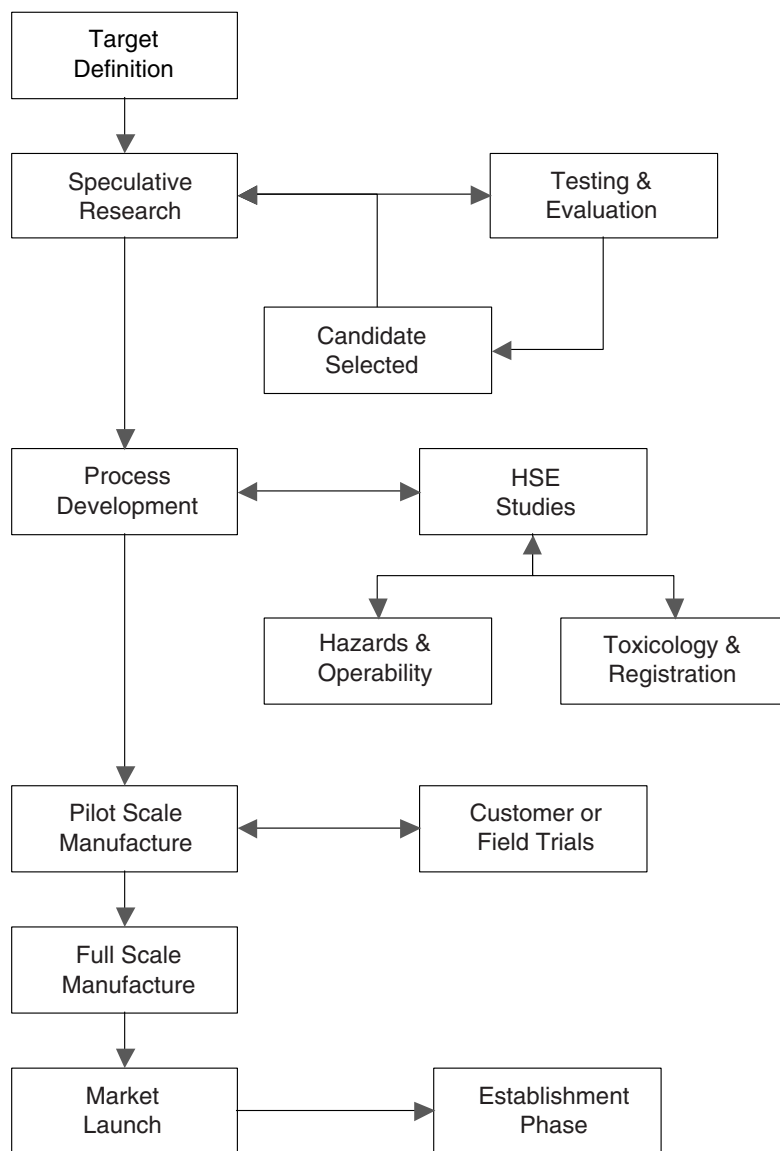 Target
Definition
Speculative
Research
Testing &
Evaluation
Candidate
Selected
Process
Development
HSE
Studies
Hazards &
Operability
Toxicology &
Registration
Pilot Scale
Manufacture
Customer or
Field Trials
Full Scale
Manufacture
Market
Launch
Establishment
Phase